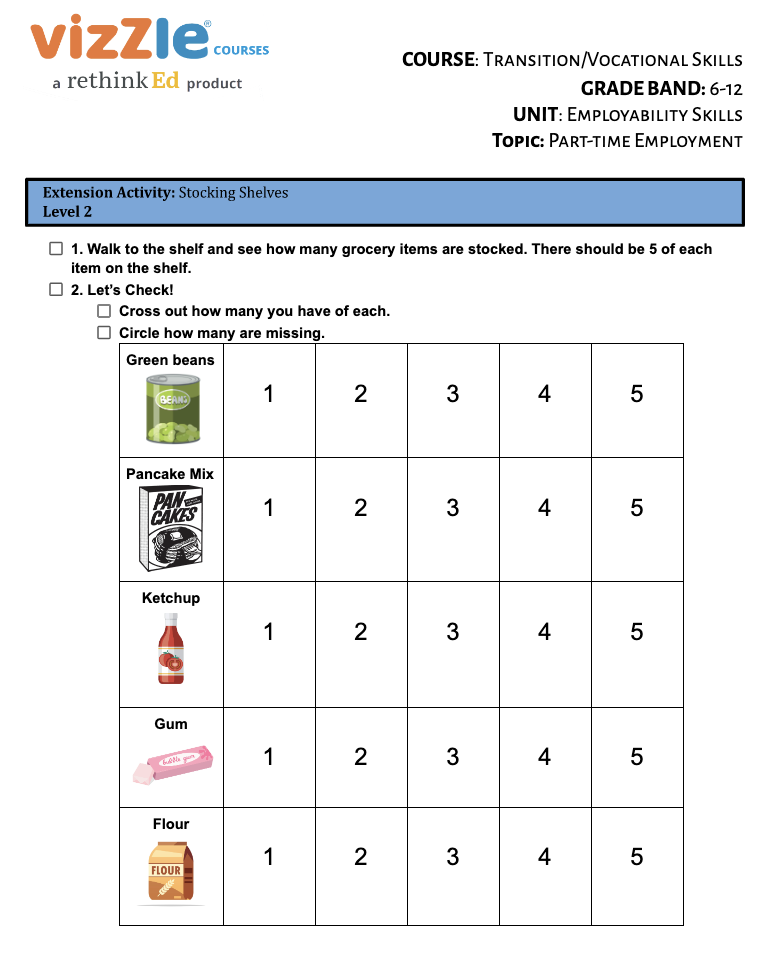 vizzle® COURSES
a rethinkEd product
COURSE: Transition/Vocational Skills
GRADE BAND: 6-12
UNIT: Employability Skills
Topic: Part-time Employment
Extension Activity: Stocking Shelves
Level 2
1. Walk to the shelf and see how many grocery items are stocked. There should be 5 of each
item on the shelf.
2. Let’s Check!
Cross out how many you have of each.
Circle how many are missing.
Green beans
BEANS
1 2 3 4 5
Pancake Mix
PAN
CAKES
1 2 3 4 5
Ketchup
1 2 3 4 5
Gum
bubble gum
1 2 3 4 5
Flour
FLOUR
1 2 3 4 5